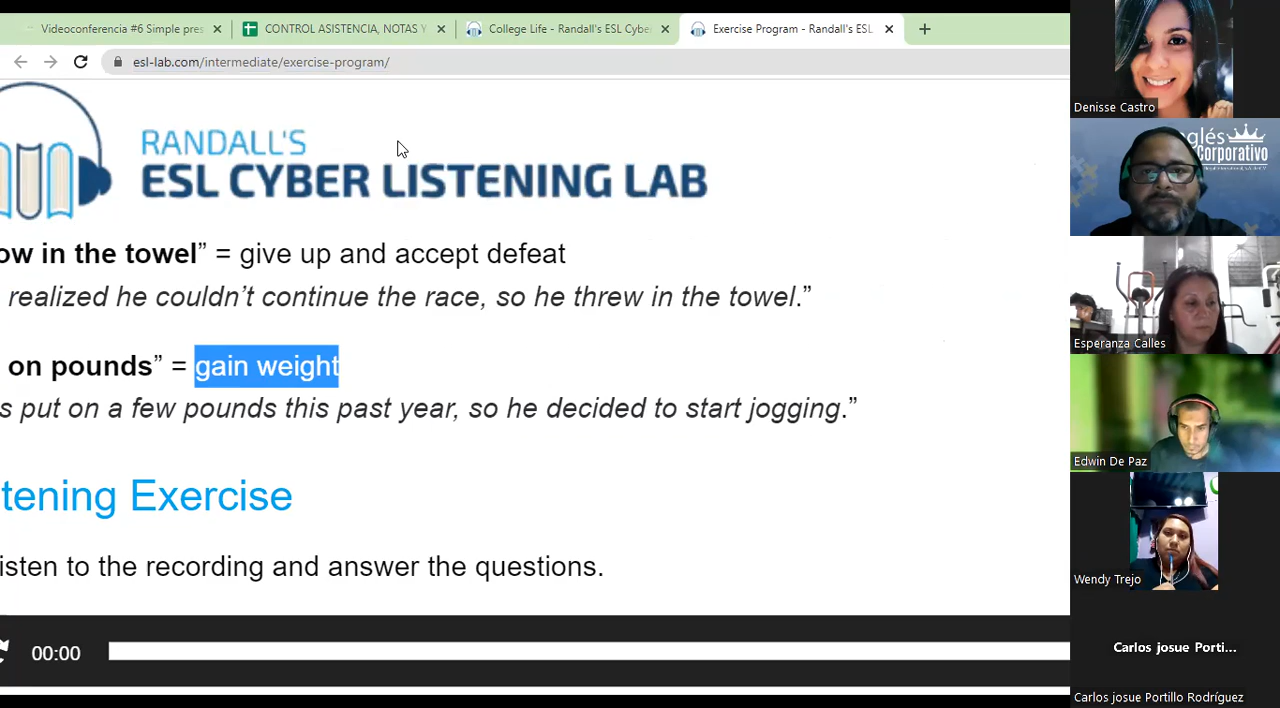 Videoconferencia #6 Simple pres
CONTROL ASISTENCIA, NOTAS Y
College Life - Randall's ESL Cyber
Exercise Program - Randall's ESL
esl-lab.com/intermediate/exercise-program/
RANDALL'S
ESL CYBER LISTENING LAB
ow in the towel” = give up and accept defeat
realized he couldn’t continue the race, so he threw in the towel.”
on pounds” = gain weight
s put on a few pounds this past year, so he decided to start jogging.”
tening Exercise
isten to the recording and answer the questions.
00:00
Denisse Castro
glés
Corporativo
Esperanza Calles
Edwin De Paz
Wendy Trejo
Carlos josue Porti...
Carlos josue Portillo Rodríguez